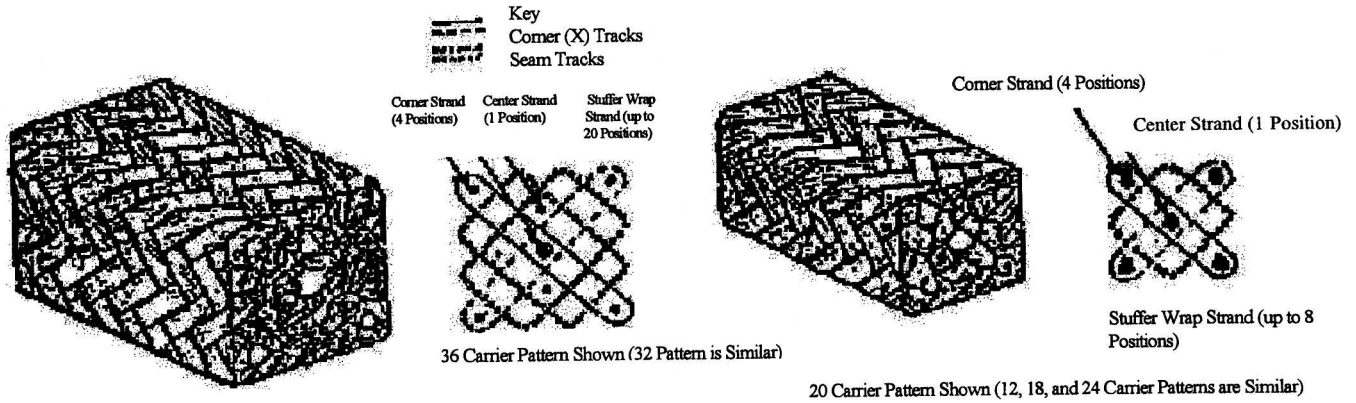 Key
Corner (X) Tracks
Seam Tracks
Corner Strand
(4 Positions)
Center Strand
(1 Position)
Stuffer Wrap
Strand (up to
20 Positions)
36 Carrier Pattern Shown (32 Pattern is Similar)
Corner Strand (4 Positions)
Center Strand (1 Position)
Stuffer Wrap Strand (up to 8
Positions)
20 Carrier Pattern Shown (12, 18, and 24 Carrier Patterns are Similar)